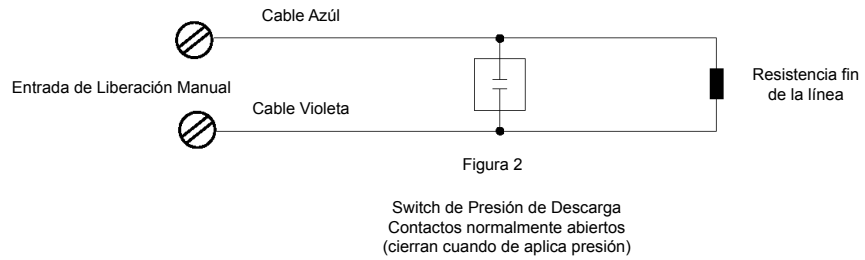 Cable Azúl
Entrada de Liberación Manual
Resistencia fin
de la línea
Cable Violeta
Figura 2
Switch de Presión de Descarga
Contactos normalmente abiertos
(cierran cuando de aplica presión)